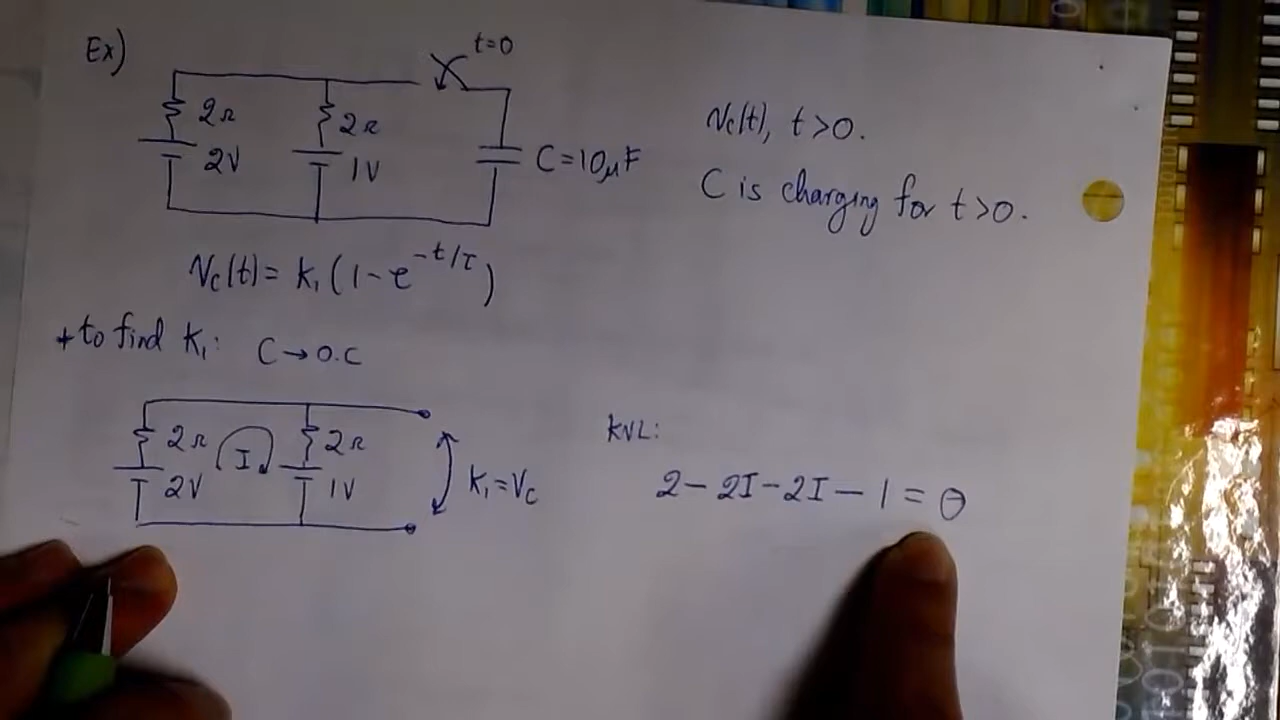 Ex)
t=0
2Ω
2Ω
2V
1V
C=10μF
Vc(t), t>0.
C is charging for t>0.
Vc(t)= K₁(1-e^-t/τ)
+to find K₁: C→O.C
2Ω
I
2Ω
2V
1V
K₁=Vc
KVL:
2-2I-2I-1=0